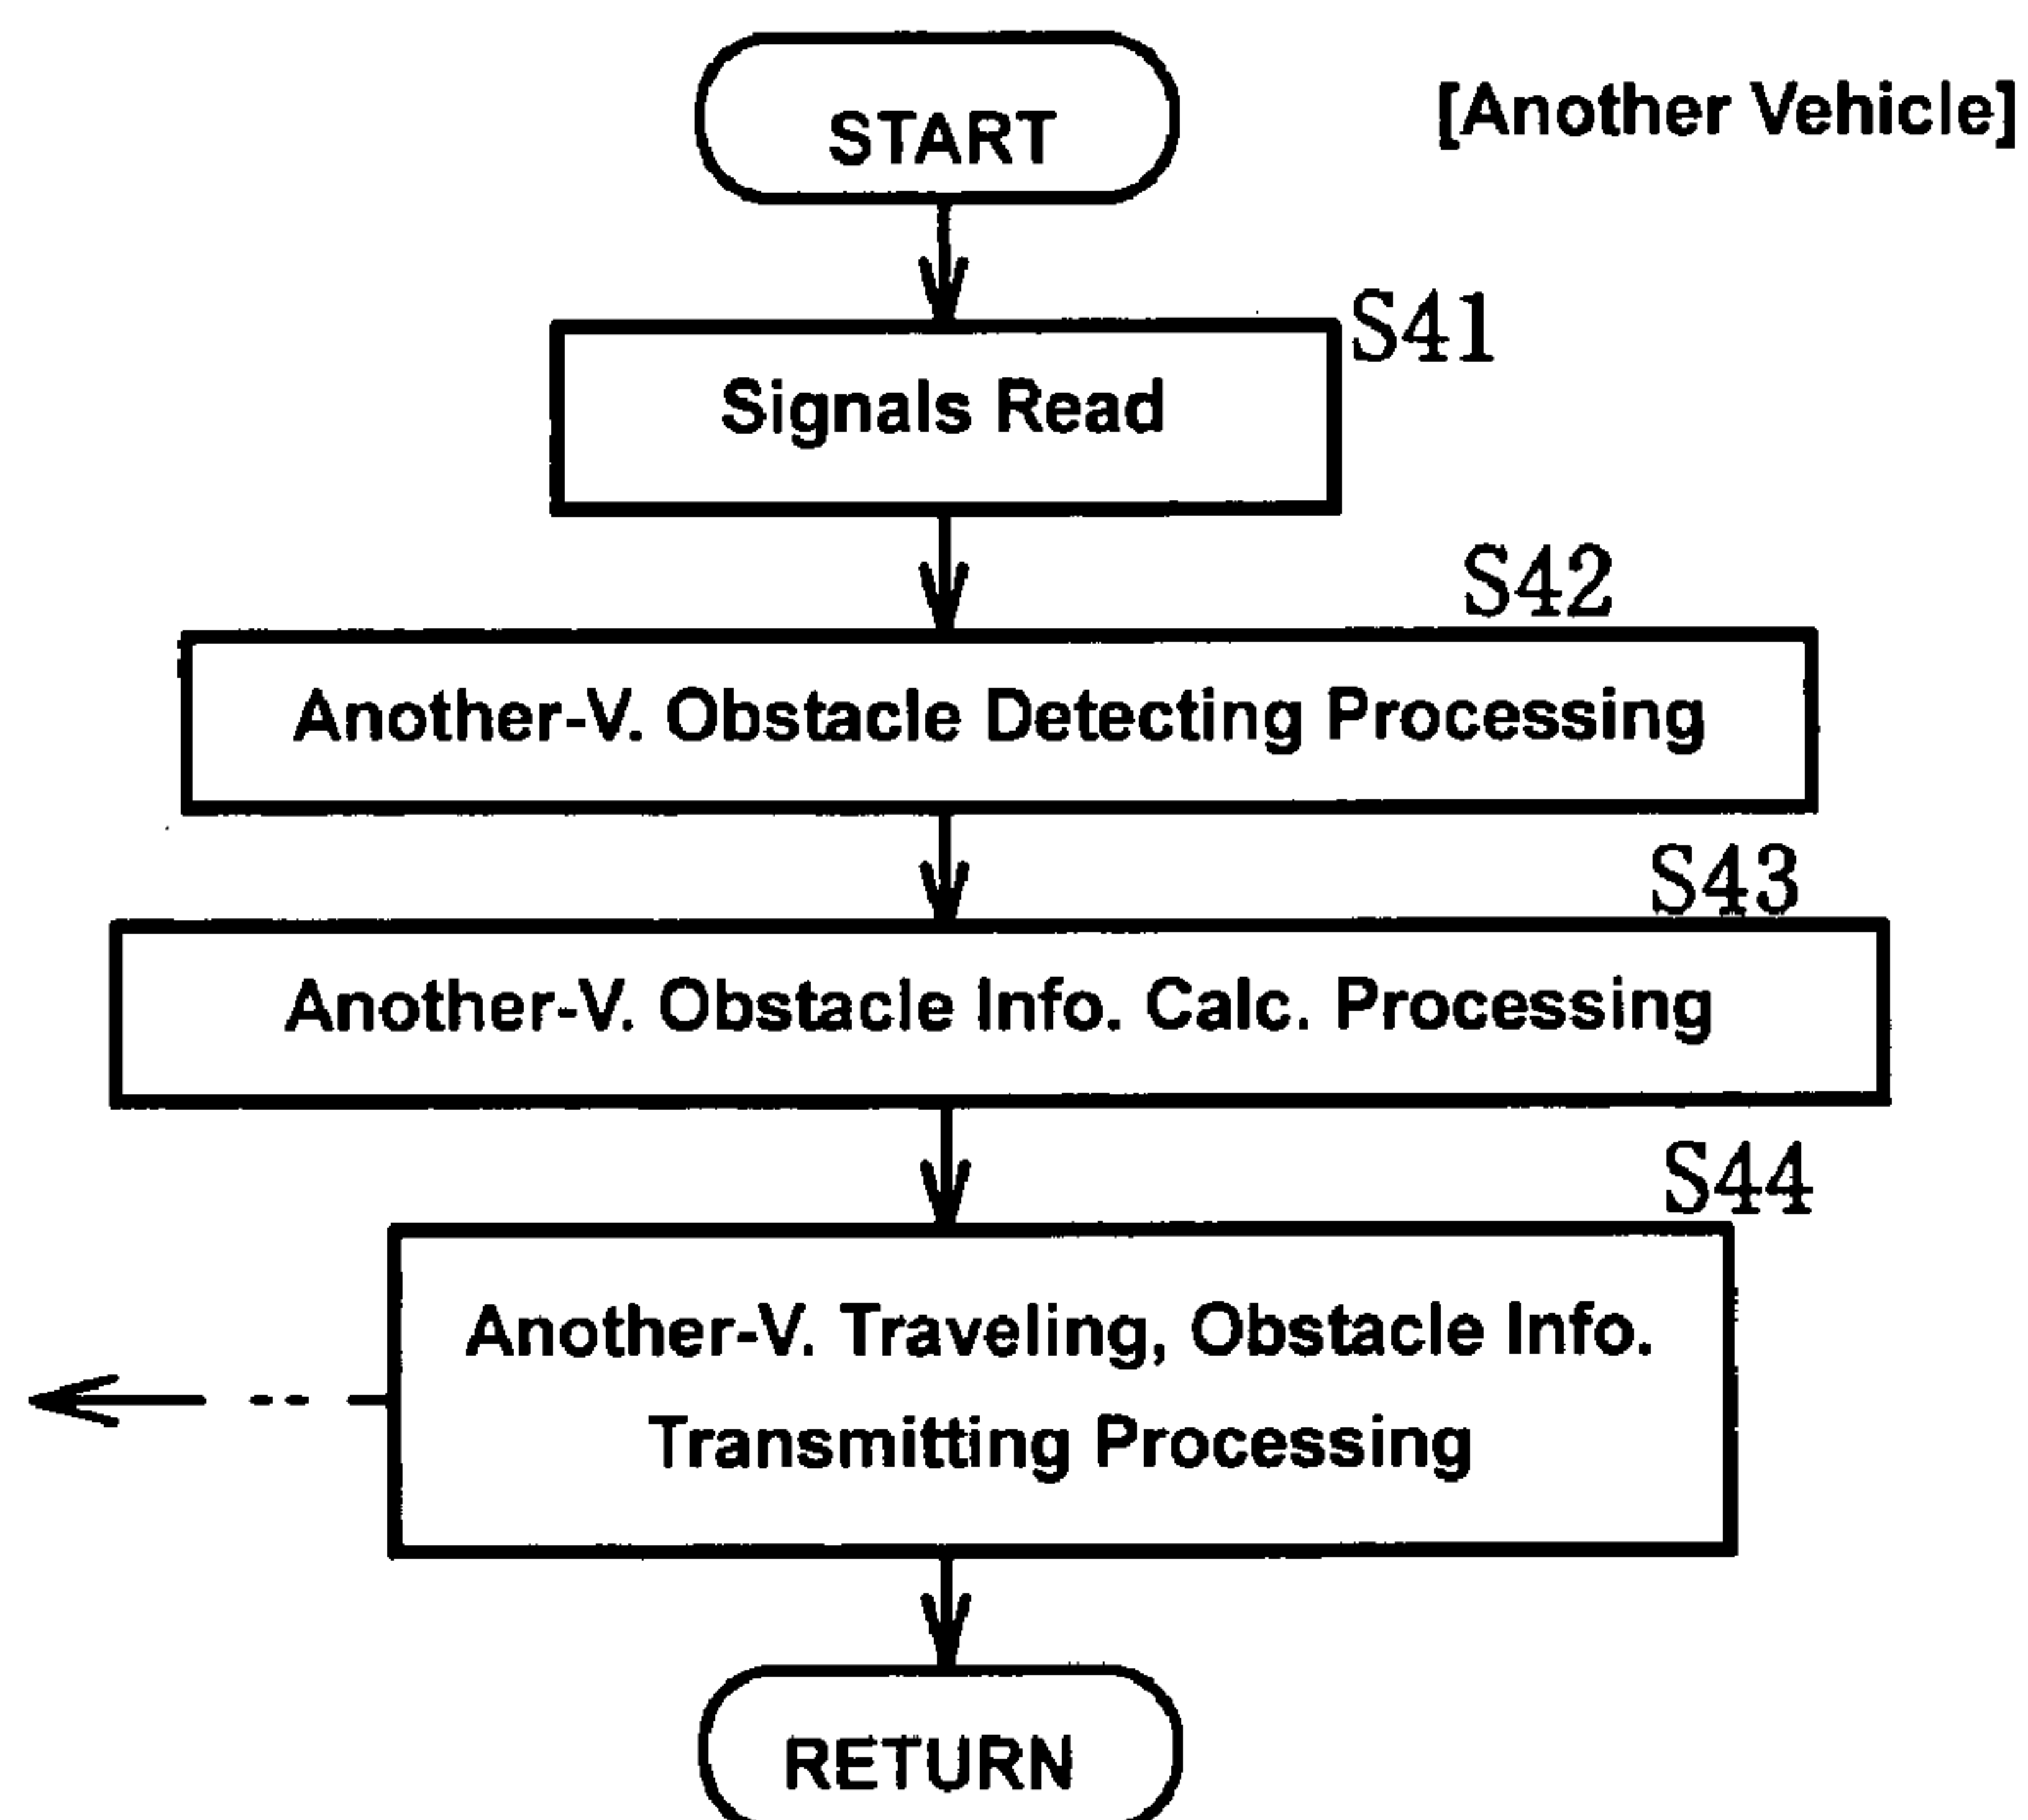 START
[Another Vehicle]
S41
Signals Read
S42
Another-V. Obstacle Detecting Processing
S43
Another-V. Obstacle Info. Calc. Processing
S44
Another-V. Traveling, Obstacle Info.
Transmitting Processing
RETURN